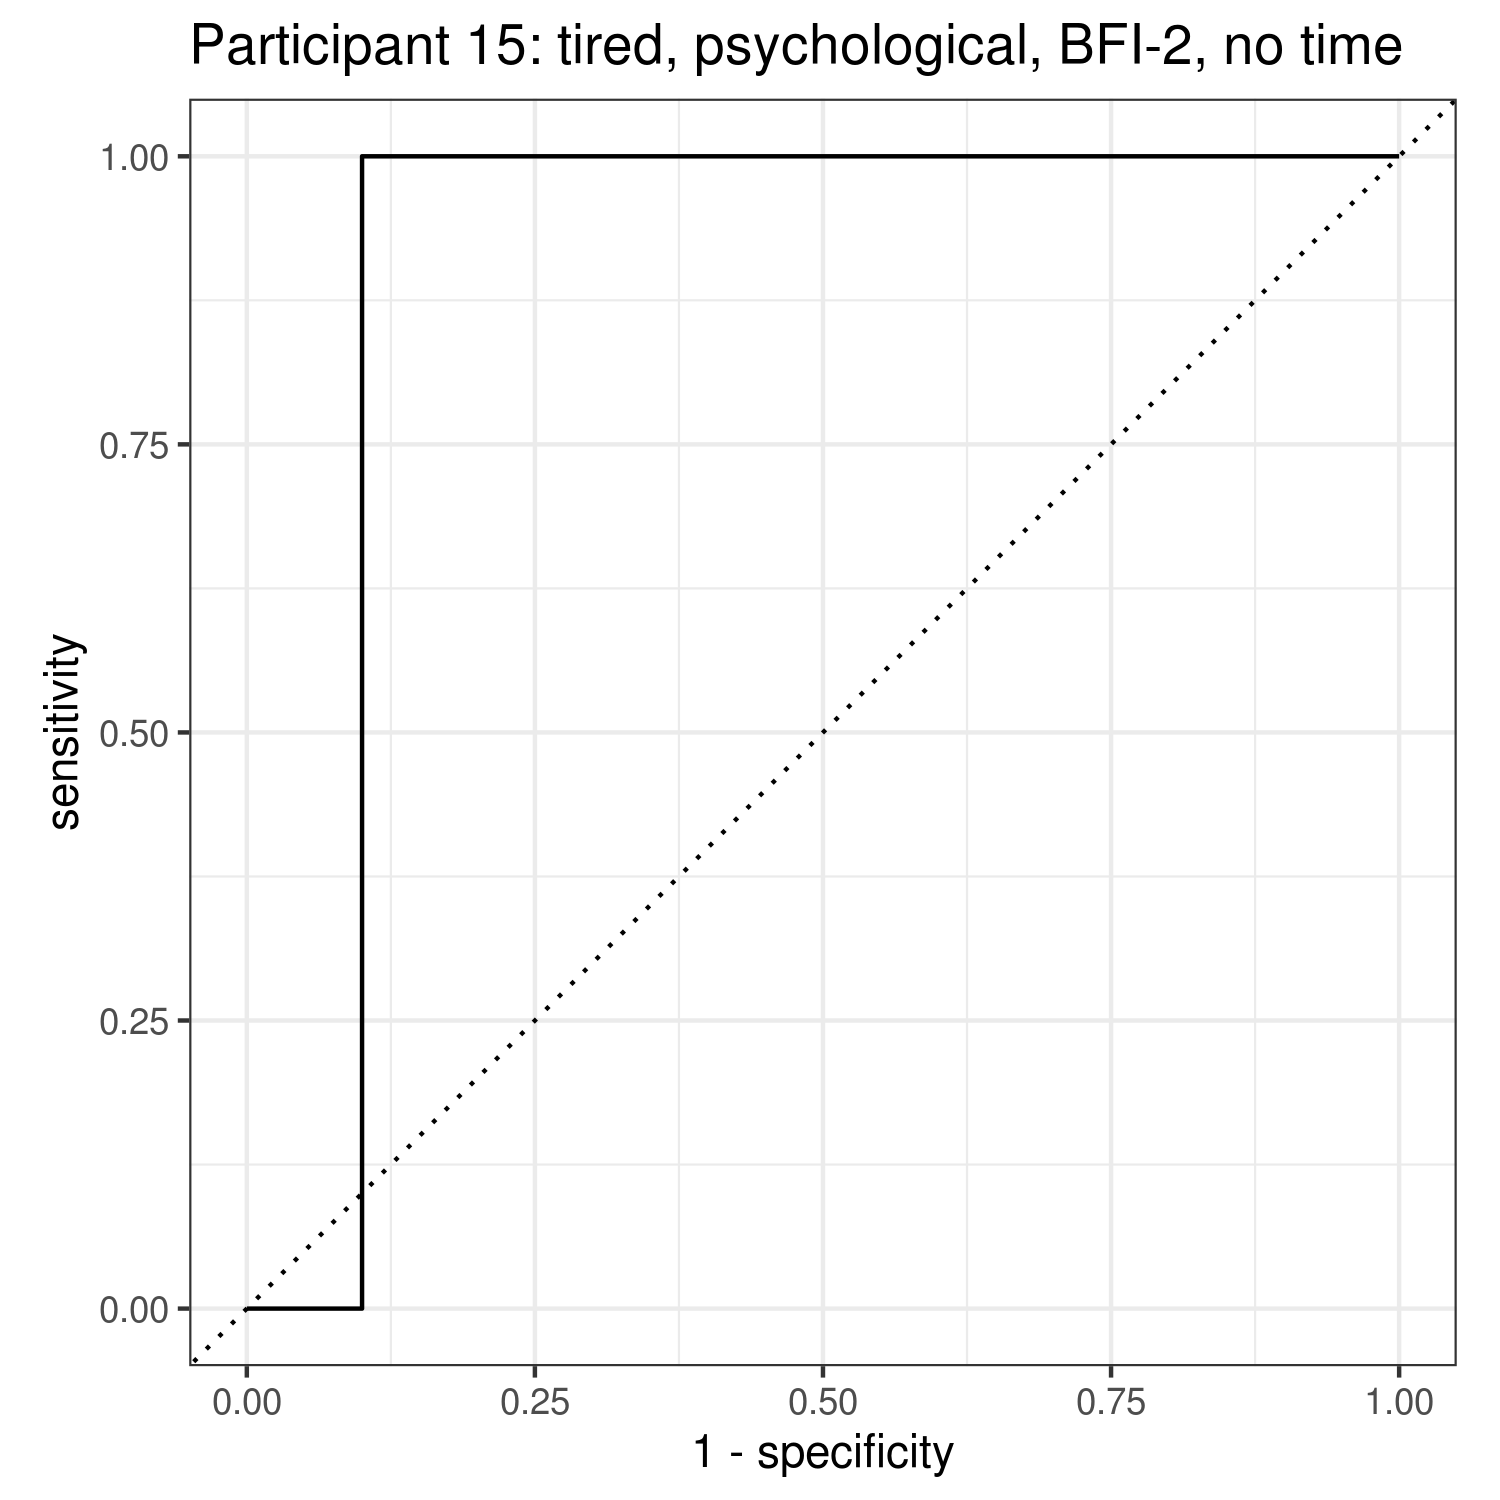 Participant 15: tired, psychological, BFI-2, no time
1.00
0.75
0.50
0.25
0.00
sensitivity
0.00 0.25 0.50 0.75 1.00
1 - specificity